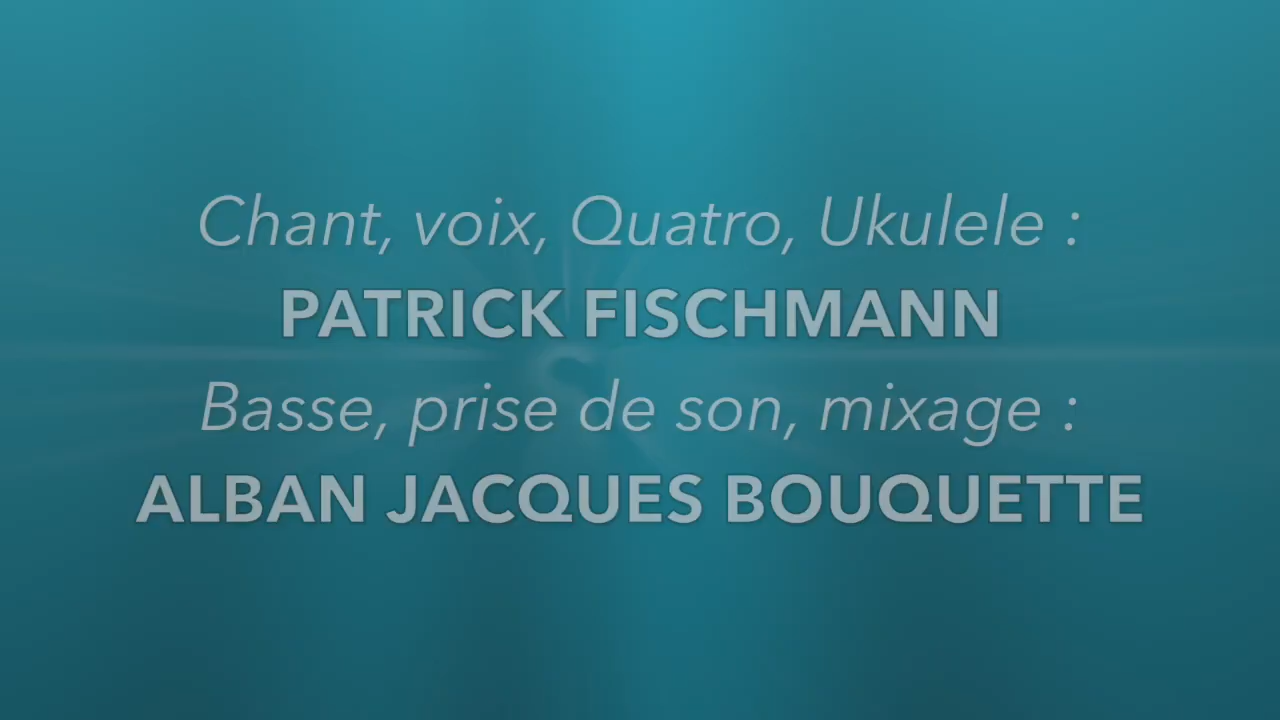 Chant, voix, Quatro, Ukulele :
PATRICK FISCHMANN
Basse, prise de son, mixage :
ALBAN JACQUES BOUQUETTE